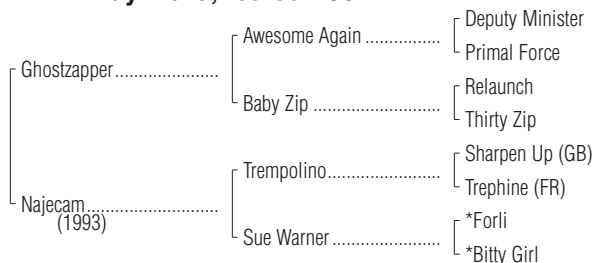 Deputy Minister
Awesome Again ..................
Primal Force
Ghostzapper.......................
Relaunch
Baby Zip ............................
Thirty Zip
Sharpen Up (GB)
Trempolino.........................
Trephine (FR)
Najecam.............................
(1993)
*Forli
Sue Warner ........................
*Bitty Girl